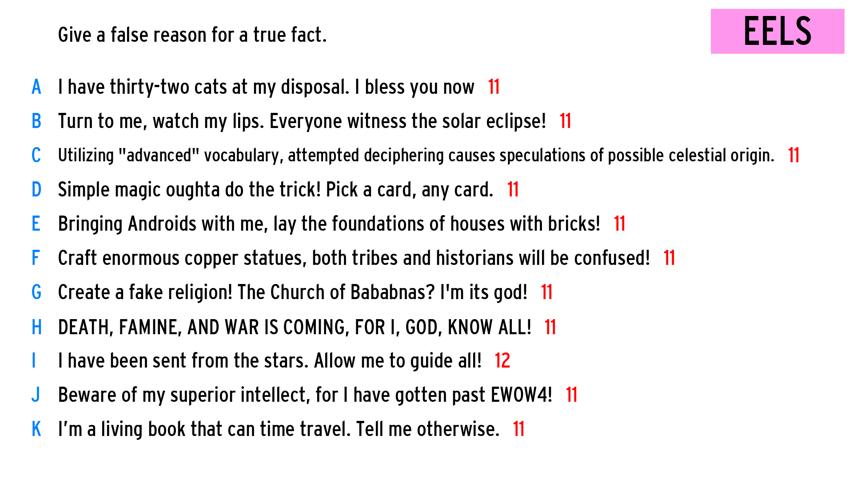 Give a false reason for a true fact.
EELS
A I have thirty-two cats at my disposal. I bless you now 11
B Turn to me, watch my lips. Everyone witness the solar eclipse! 11
C Utilizing "advanced" vocabulary, attempted deciphering causes speculations of possible celestial origin. 11
D Simple magic oughta do the trick! Pick a card, any card. 11
E Bringing Androids with me, lay the foundations of houses with bricks! 11
F Craft enormous copper statues, both tribes and historians will be confused! 11
G Create a fake religion! The Church of Bababnas? I'm its god! 11
H DEATH, FAMINE, AND WAR IS COMING, FOR I, GOD, KNOW ALL! 11
I I have been sent from the stars. Allow me to guide all! 12
J Beware of my superior intellect, for I have gotten past EWOW4! 11
K I'm a living book that can time travel. Tell me otherwise. 11